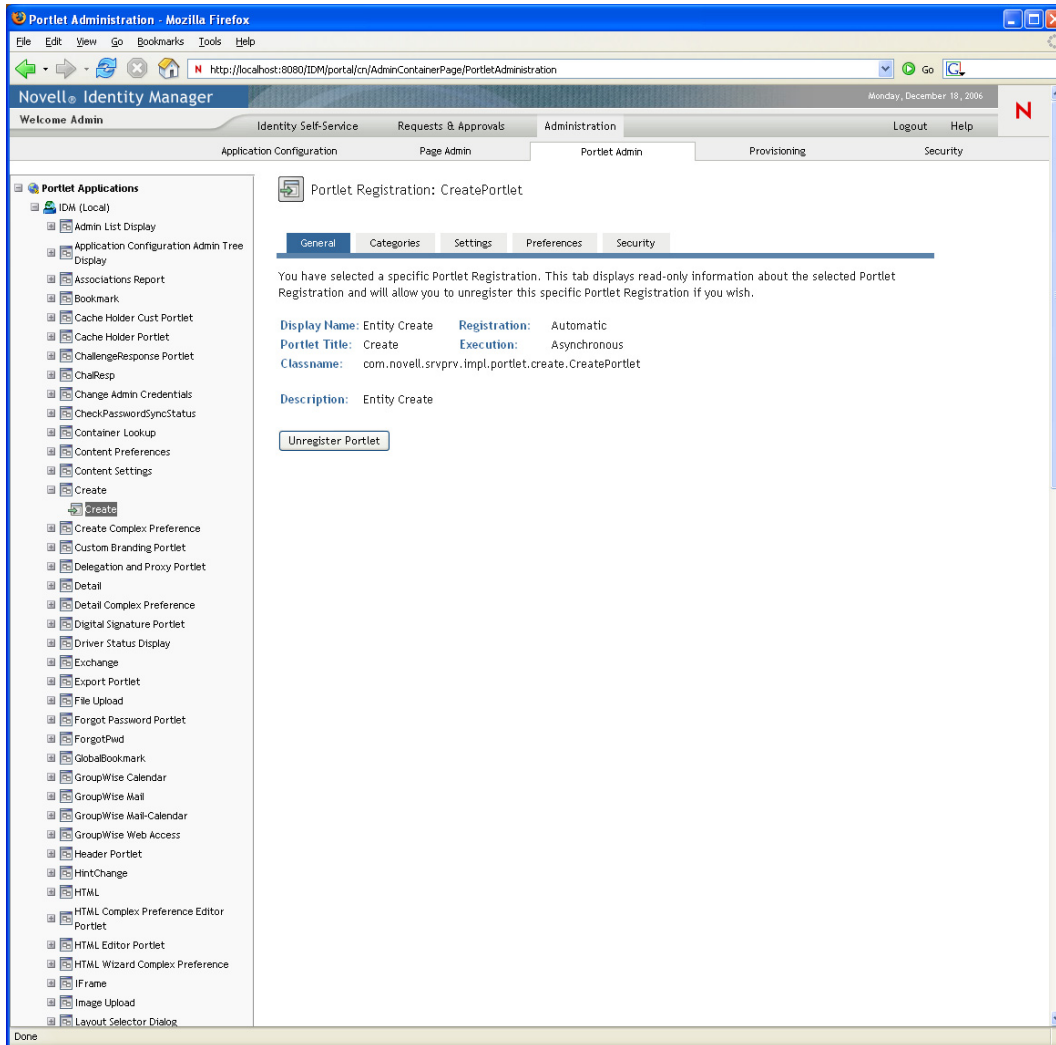 Portlet Administration - Mozilla Firefox
File Edit View Go Bookmarks Tools Help
http://localhost:8080/IDM/portal/cn/AdminContainerPage/PortletAdministration
Go
Novell® Identity Manager
Monday, December 18, 2006
N
Welcome Admin
Identity Self-Service Requests & Approvals Administration
Logout Help
Application Configuration Page Admin Portlet Admin Provisioning Security
Portlet Applications
IDM (Local)
Admin List Display
Application Configuration Admin Tree
Display
Associations Report
Bookmark
Cache Holder Cust Portlet
Cache Holder Portlet
ChallengeResponse Portlet
ChalResp
Change Admin Credentials
CheckPasswordSyncStatus
Container Lookup
Content Preferences
Content Settings
Create
Create
Create Complex Preference
Custom Branding Portlet
Delegation and Proxy Portlet
Detail
Detail Complex Preference
Digital Signature Portlet
Driver Status Display
Exchange
Export Portlet
File Upload
Forgot Password Portlet
ForgotPwd
GlobalBookmark
GroupWise Calendar
GroupWise Mail
GroupWise Mail-Calendar
GroupWise Web Access
Header Portlet
HintChange
HTML
HTML Complex Preference Editor
Portlet
HTML Editor Portlet
HTML Wizard Complex Preference
IFrame
Image Upload
Layout Selector Dialog
Portlet Registration: CreatePortlet
General Categories Settings Preferences Security
You have selected a specific Portlet Registration. This tab displays read-only information about the selected Portlet
Registration and will allow you to unregister this specific Portlet Registration if you wish.
Display Name: Entity Create Registration: Automatic
Portlet Title: Create Execution: Asynchronous
Classname: com.novell.srvprv.impl.portlet.create.CreatePortlet
Description: Entity Create
Unregister Portlet
Done